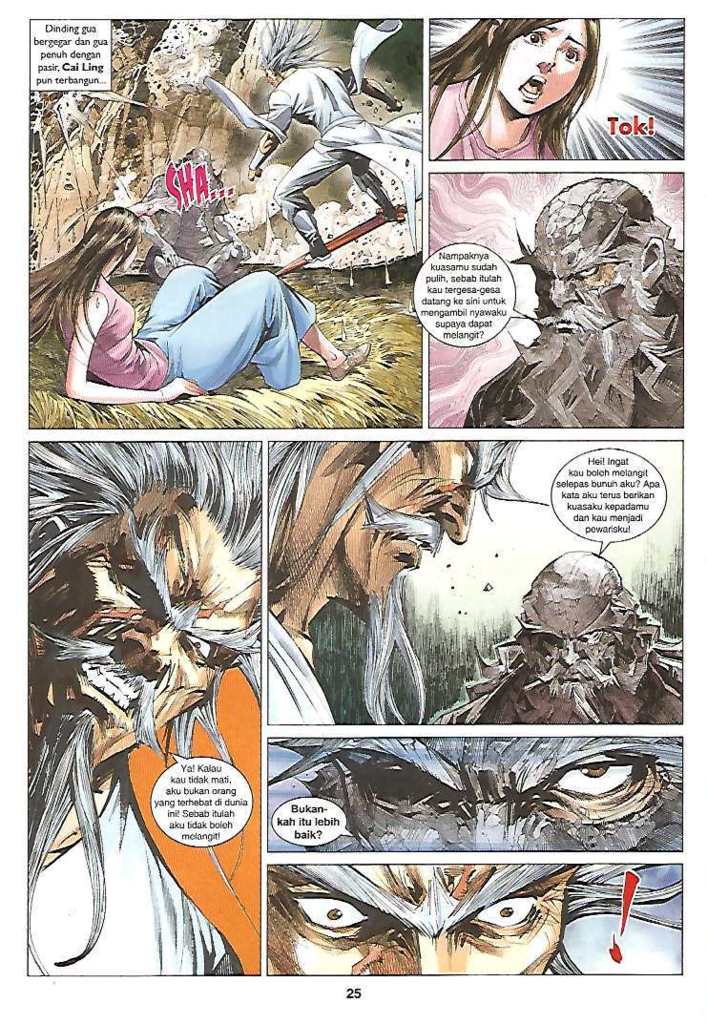 Dinding gua
bergegar dan gua
penuh dengan
pasir, Cai Ling
pun terbangun...
SHA...
Tok!
Nampaknya
kuasamu sudah
pulih, sebab itulah
kau tergesa-gesa
datang ke sini untuk
mengambil nyawaku
supaya dapat
melangit?
Hei! Ingat
kau boleh melangit
selepas bunuh aku? Apa
kata aku terus berikan
kuasaku kepadamu
dan kau menjadi
pewarisku!
Ya! Kalau
kau tidak mati,
aku bukan orang
yang terhebat di dunia
ini! Sebab itulah
aku tidak boleh
melangit!
Bukan-
kah itu lebih
baik?
!
25